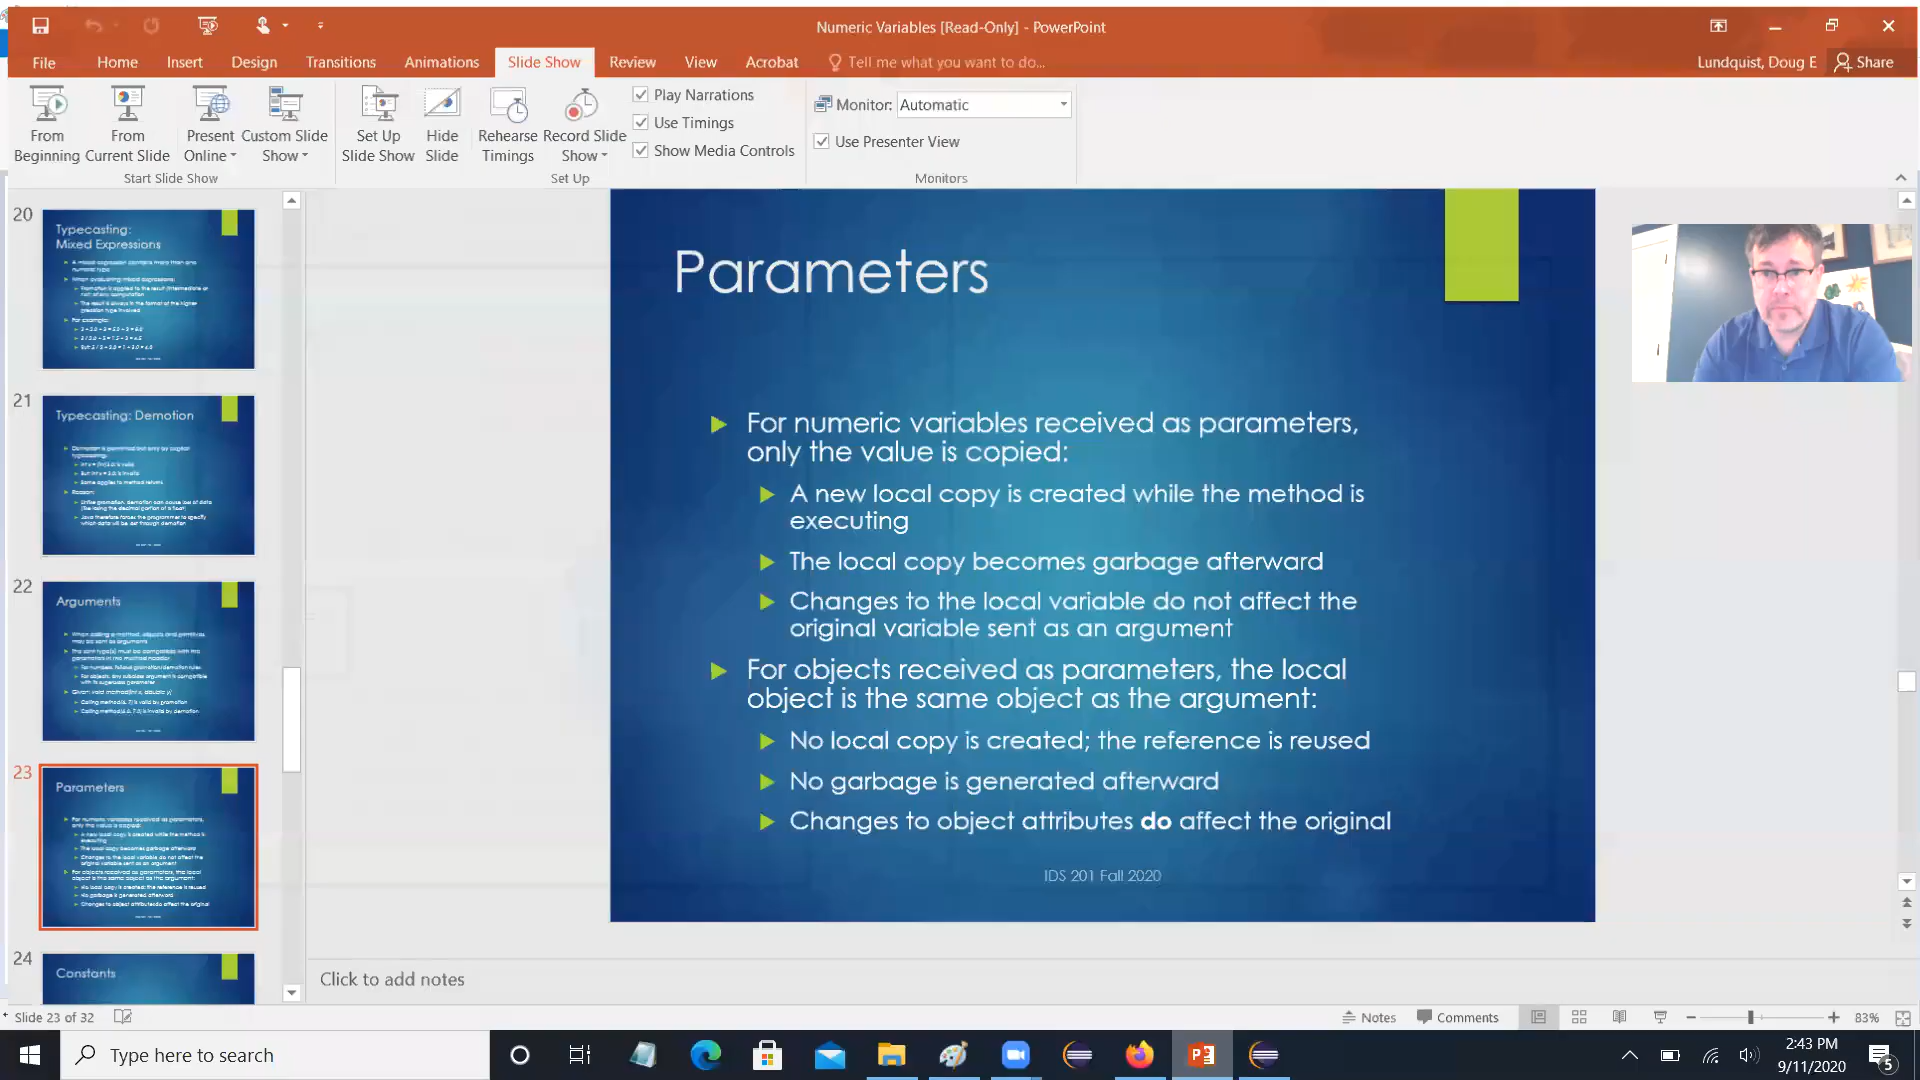 Numeric Variables [Read-Only] - PowerPoint
File
Home
Insert
Design
Transitions
Animations
Slide Show
Review
View
Acrobat
Tell me what you want to do...
Lundquist, Doug E
Share
From Beginning
From Current Slide
Present Online
Custom Slide Show
Start Slide Show
Set Up Slide Show
Hide Slide
Rehearse Timings
Record Slide Show
Play Narrations
Use Timings
Show Media Controls
Set Up
Monitor: Automatic
Use Presenter View
Monitors
20
Typecasting:
Mixed Expressions
21
Typecasting: Demotion
22
Arguments
23
Parameters
24
Constants
Parameters
For numeric variables received as parameters,
only the value is copied:
A new local copy is created while the method is
executing
The local copy becomes garbage afterward
Changes to the local variable do not affect the
original variable sent as an argument
For objects received as parameters, the local
object is the same object as the argument:
No local copy is created; the reference is reused
No garbage is generated afterward
Changes to object attributes do affect the original
IDS 201 Fall 2020
Click to add notes
Slide 23 of 32
Notes
Comments
83%
Type here to search
2:43 PM
9/11/2020
5